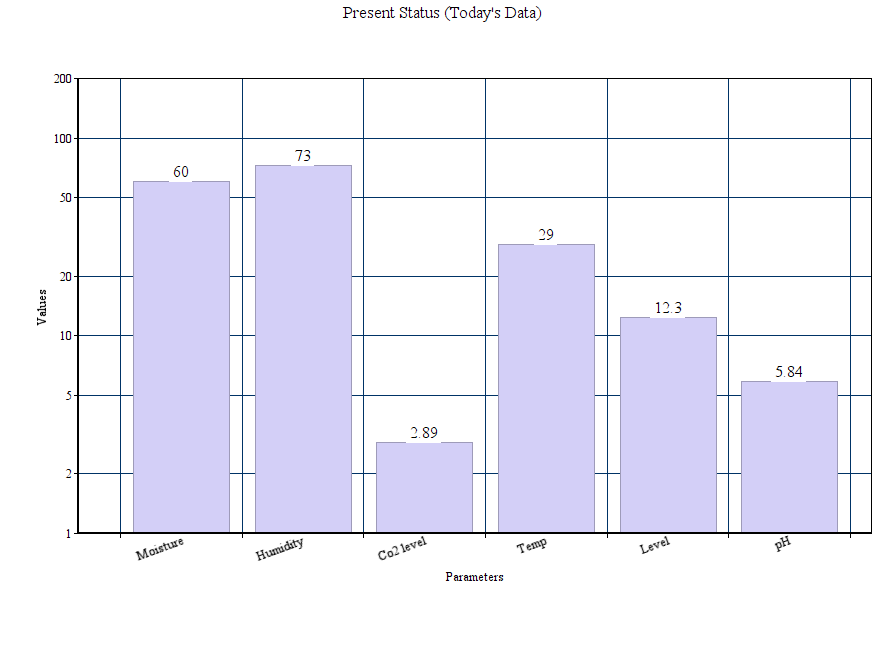 Present Status (Today's Data)
200
100
50
20
10
5
2
1
Values
60
73
2.89
29
12.3
5.84
Moisture
Humidity
Co2 level
Temp
Level
pH
Parameters